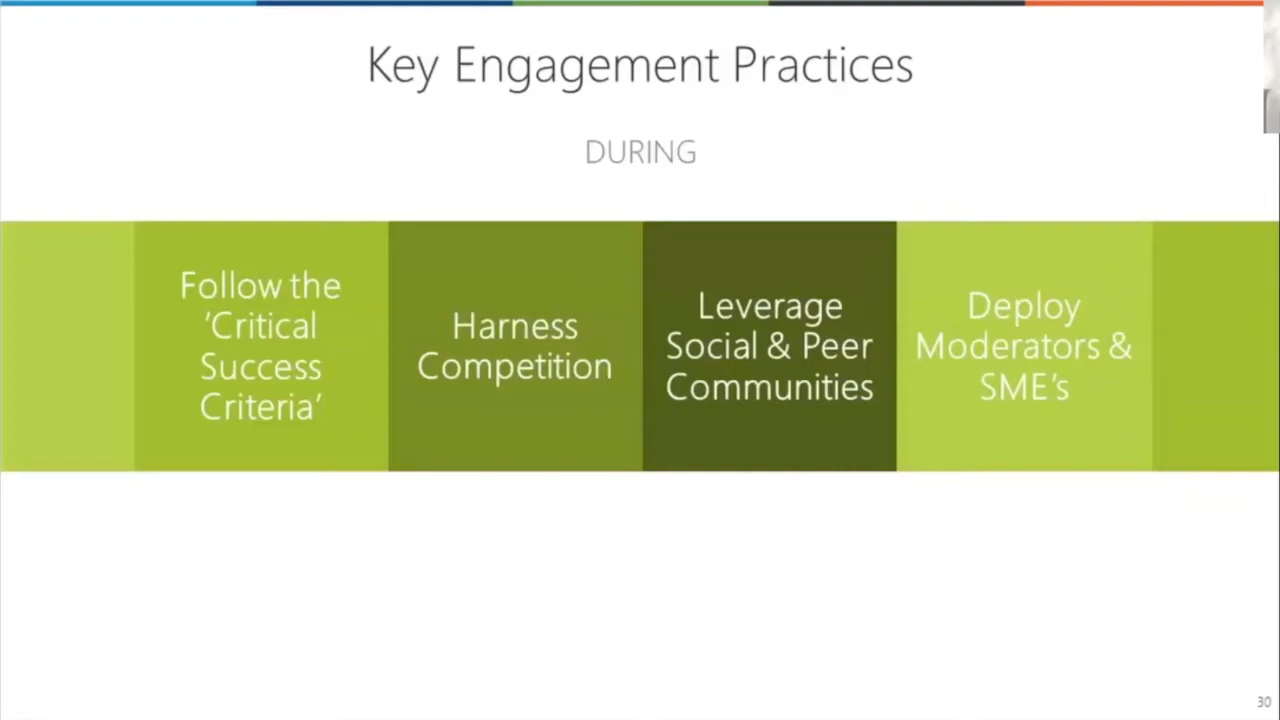 Key Engagement Practices
DURING
Follow the
‘Critical
Success
Criteria’
Harness
Competition
Leverage
Social & Peer
Communities
Deploy
Moderators &
SME’s
30